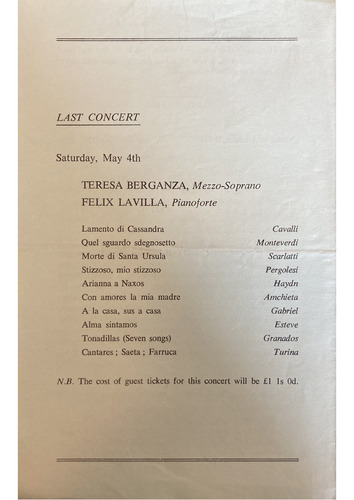 LAST CONCERT
Saturday, May 4th
TERESA BERGANZA, Mezzo-Soprano
FELIX LAVILLA, Pianoforte
Lamento di Cassandra Cavalli
Quel sguardo sdegnosetto Monteverdi
Morte di Santa Ursula Scarlatti
Stizzoso, mio stizzoso Pergolesi
Arianna a Naxos Haydn
Con amores la mia madre Amchieta
A la casa, sus a casa Gabriel
Alma sintamos Esteve
Tonadillas (Seven songs) Granados
Cantares ; Saeta ; Farruca Turina
N.B. The cost of guest tickets for this concert will be £1 1s 0d.